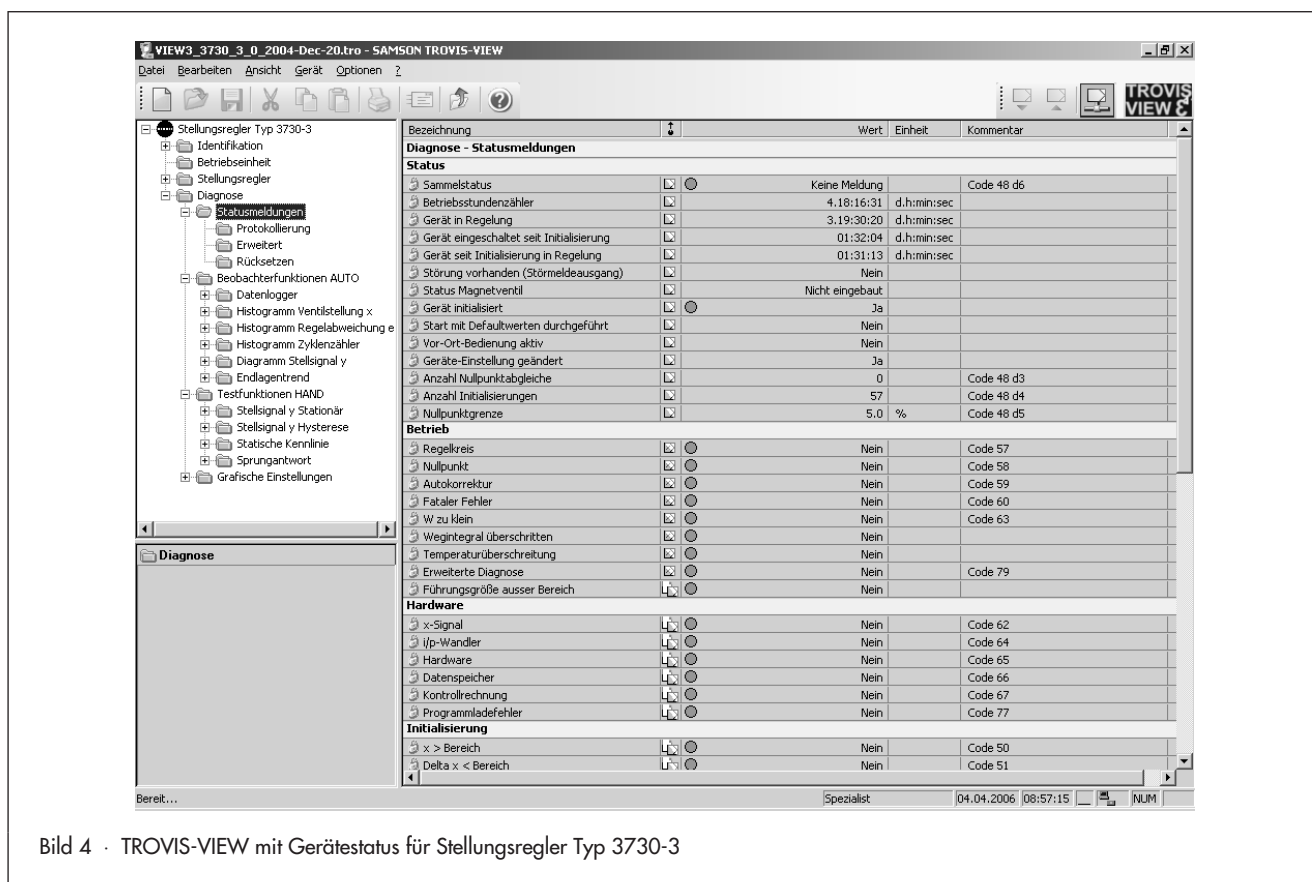 VIEW3_3730_3_0_2004-Dec-20.tro - SAMSON TROVIS-VIEW
Datei Bearbeiten Ansicht Gerät Optionen ?
TROVIS
VIEW 3
Stellungsregler Typ 3730-3
Identifikation
Betriebseinheit
Stellungsregler
Diagnose
Statusmeldungen
Protokollierung
Erweitert
Rücksetzen
Beobachterfunktionen AUTO
Datenlogger
Histogramm Ventilstellung x
Histogramm Regelabweichung e
Histogramm Zyklenzähler
Diagramm Stellsignal y
Endlagentrend
Testfunktionen HAND
Stellsignal y Stationär
Stellsignal y Hysterese
Statische Kennlinie
Sprungantwort
Grafische Einstellungen
Diagnose
Bezeichnung Wert Einheit Kommentar
Diagnose - Statusmeldungen
Status
Sammelstatus Keine Meldung Code 48 d6
Betriebsstundenzähler 4.18:16:31 d.h:min:sec
Gerät in Regelung 3.19:30:20 d.h:min:sec
Gerät eingeschaltet seit Initialisierung 01:32:04 d.h:min:sec
Gerät seit Initialisierung in Regelung 01:31:13 d.h:min:sec
Störung vorhanden (Störmeldeausgang) Nein
Status Magnetventil Nicht eingebaut
Gerät initialisiert Ja
Start mit Defaultwerten durchgeführt Nein
Vor-Ort-Bedienung aktiv Nein
Geräte-Einstellung geändert Ja
Anzahl Nullpunktabgleiche 0 Code 48 d3
Anzahl Initialisierungen 57 Code 48 d4
Nullpunktgrenze 5.0 % Code 48 d5
Betrieb
Regelkreis Nein Code 57
Nullpunkt Nein Code 58
Autokorrektur Nein Code 59
Fataler Fehler Nein Code 60
W zu klein Nein Code 63
Wegintegral überschritten Nein
Temperaturüberschreitung Nein
Erweiterte Diagnose Nein Code 79
Führungsgröße ausser Bereich Nein
Hardware
x-Signal Nein Code 62
i/p-Wandler Nein Code 64
Hardware Nein Code 65
Datenspeicher Nein Code 66
Kontrollrechnung Nein Code 67
Programmladefehler Nein Code 77
Initialisierung
x > Bereich Nein Code 50
Delta x < Bereich Nein Code 51
Bereit... Spezialist 04.04.2006 08:57:15 NUM
Bild 4 · TROVIS-VIEW mit Gerätestatus für Stellungsregler Typ 3730-3